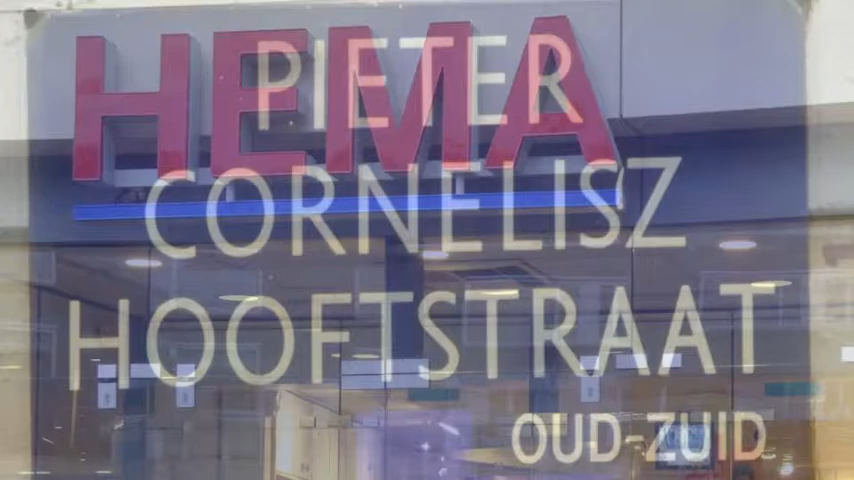 HEMA
PIETER
CORNELISZ
HOOFTSTRAAT
OUD-ZUID